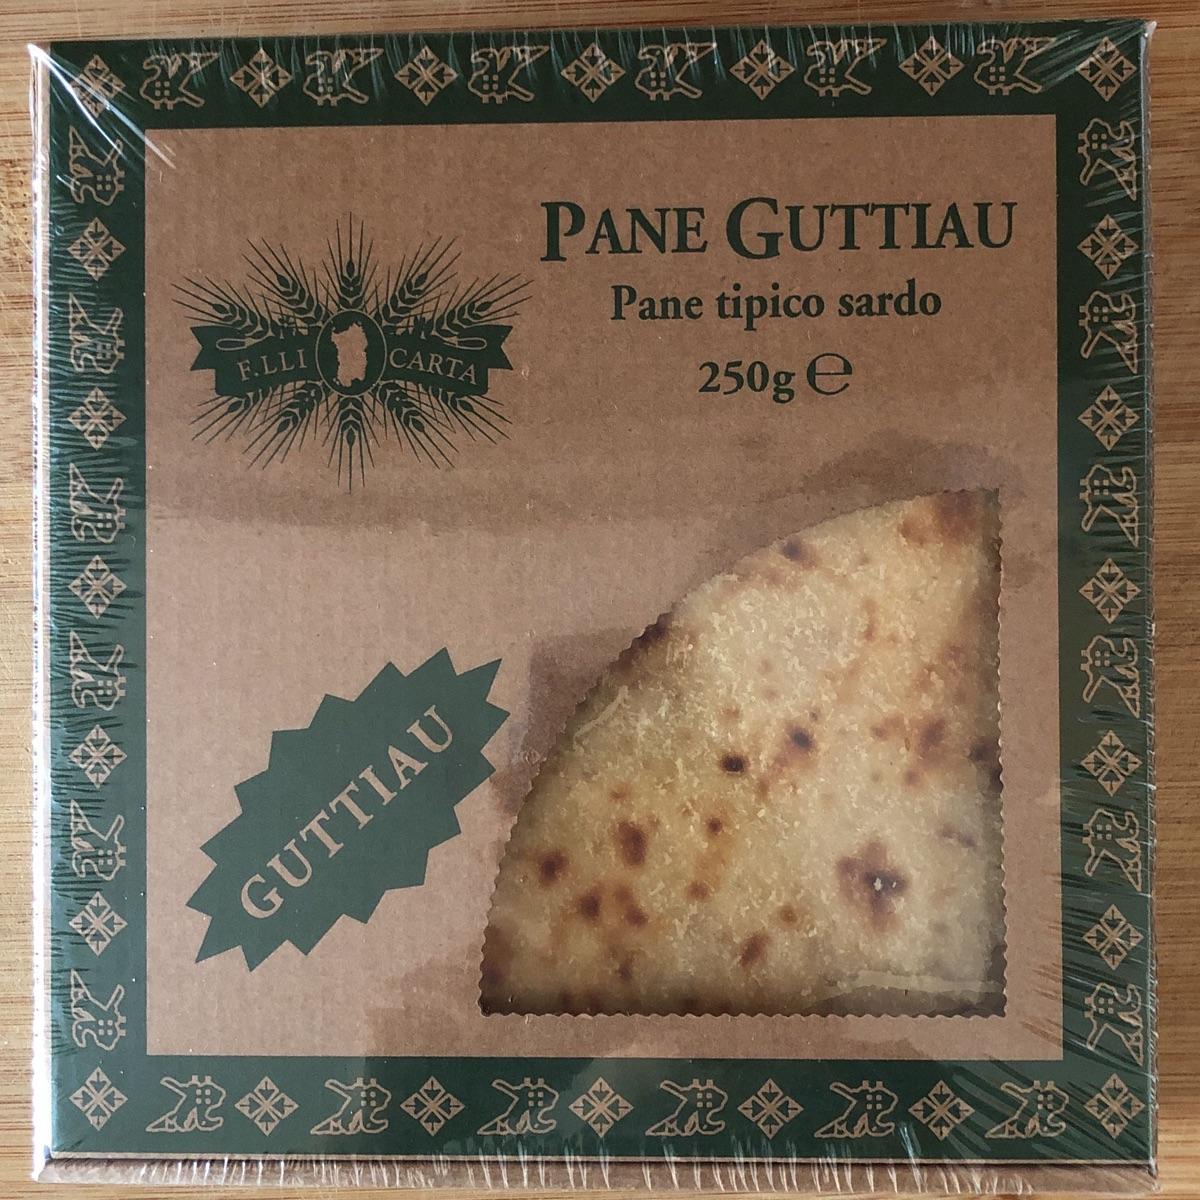 PANE GUTTIAU
Pane tipico sardo
250g ℮
F.LLI CARTA
GUTTIAU